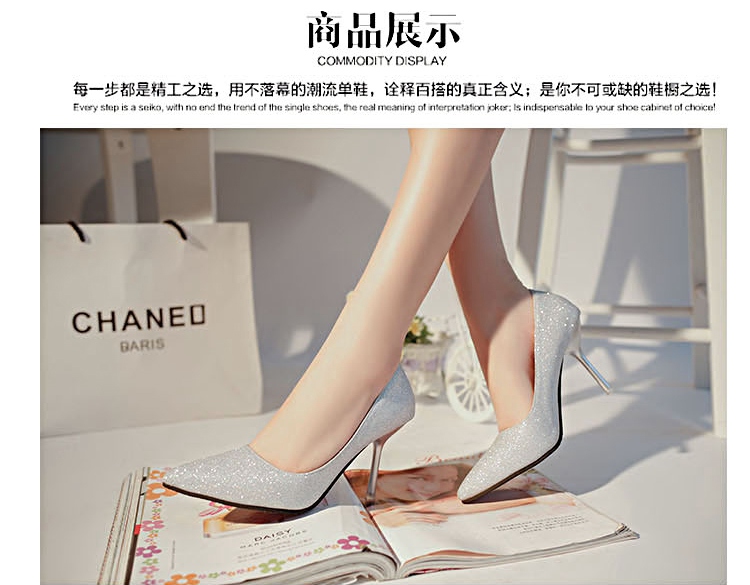 商品展示
COMMODITY DISPLAY
每一步都是精工之选，用不落幕的潮流单鞋，诠释百搭的真正含义；是你不可或缺的鞋橱之选！
Every step is a seiko, with no end the trend of the single shoes, the real meaning of interpretation joker; Is indispensable to your shoe cabinet of choice!
CHANEO
BARIS
DAISY
MARC JACOBS